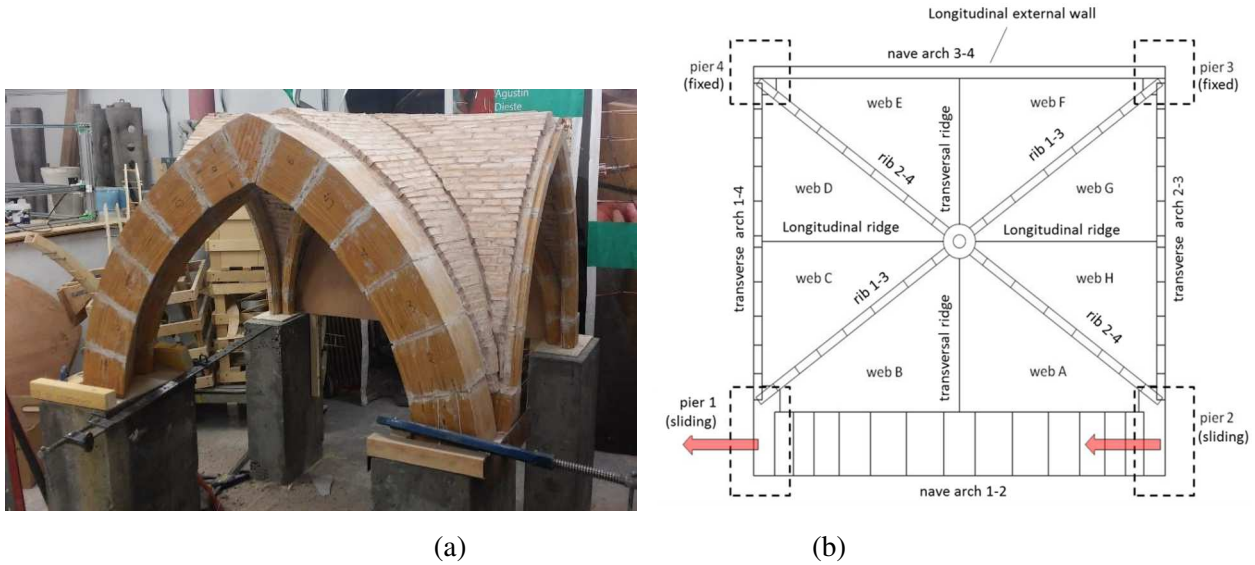 Agustin
Dieste
Longitudinal external wall
nave arch 3-4
pier 4
(fixed)
pier 3
(fixed)
web E
web F
transversal ridge
rib 2-4
rib 1-3
web D
web G
transverse arch 1-4
transverse arch 2-3
Longitudinal ridge
Longitudinal ridge
web C
web H
rib 1-3
rib 2-4
transversal ridge
web B
web A
pier 1
(sliding)
pier 2
(sliding)
nave arch 1-2
(a)
(b)